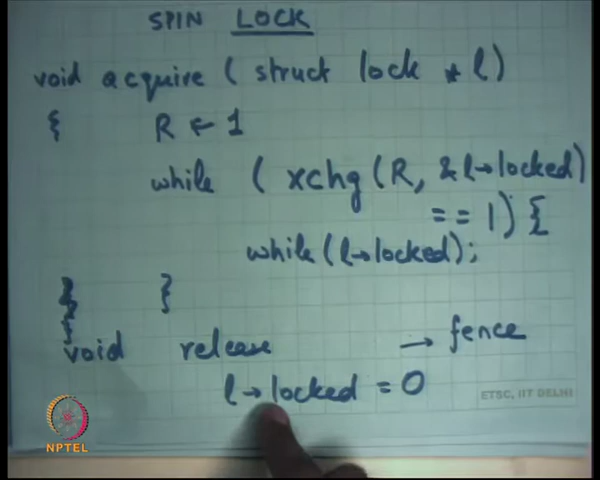 SPIN LOCK
void acquire ( struct lock * l)
{ R ← 1
while ( xchg (R, &l→locked)
== 1) {
while (l→locked);
} }
}
void release → fence
l→locked = 0
ETSC, IIT DELHI
NPTEL